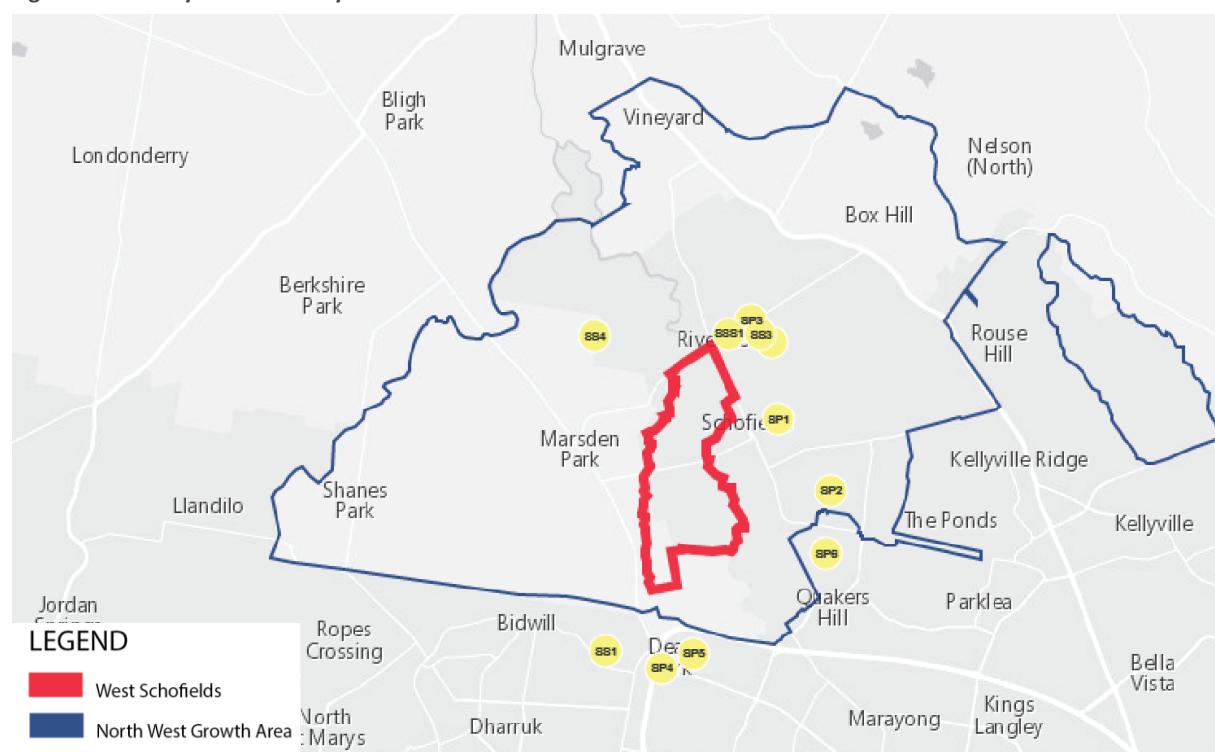 Mulgrave
Bligh
Park
Vineyard
Londonderry
Nelson
(North)
Box Hill
Berkshire
Park
SP3
SS4
SSS1
SS3
Rouse
Hill
SP1
Marsden
Park
Kellyville Ridge
Shanes
Park
Llandilo
SP2
The Ponds
Kellyville
SP6
Quakers
Hill
Parklea
Jordan
Bidwill
Ropes
Crossing
LEGEND
SS1
SP5
SP4
Bella
Vista
West Schofields
Kings
Langley
North
Marys
Marayong
Dharruk
North West Growth Area